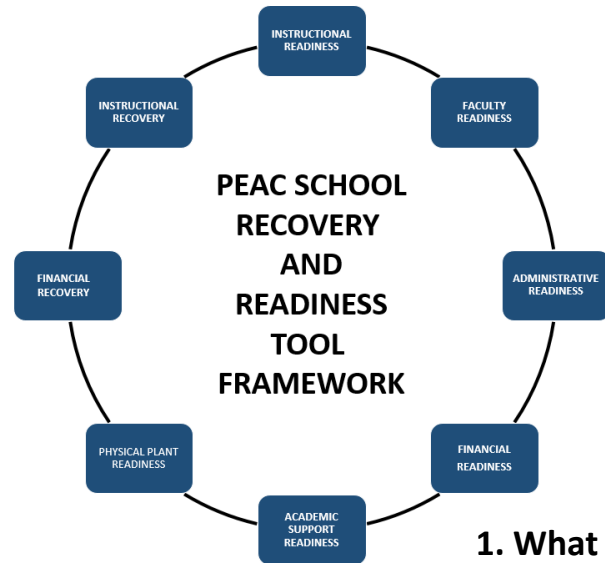 INSTRUCTIONAL
READINESS
INSTRUCTIONAL
RECOVERY
FACULTY
READINESS
PEAC SCHOOL
RECOVERY
AND
READINESS
TOOL
FRAMEWORK
FINANCIAL
RECOVERY
ADMINISTRATIVE
READINESS
PHYSICAL PLANT
READINESS
FINANCIAL
READINESS
ACADEMIC
SUPPORT
READINESS
1. What